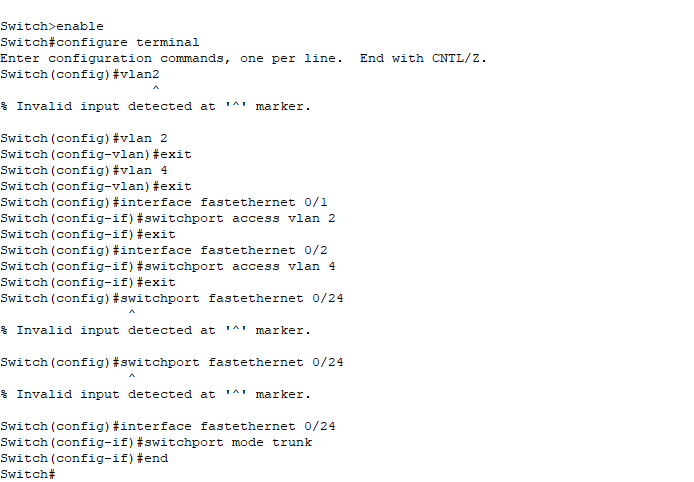 Switch>enable
Switch#configure terminal
Enter configuration commands, one per line.  End with CNTL/Z.
Switch(config)#vlan2
                   ^
% Invalid input detected at '^' marker.

Switch(config)#vlan 2
Switch(config-vlan)#exit
Switch(config)#vlan 4
Switch(config-vlan)#exit
Switch(config)#interface fastethernet 0/1
Switch(config-if)#switchport access vlan 2
Switch(config-if)#exit
Switch(config)#interface fastethernet 0/2
Switch(config-if)#switchport access vlan 4
Switch(config-if)#exit
Switch(config)#switchport fastethernet 0/24
                ^
% Invalid input detected at '^' marker.

Switch(config)#switchport fastethernet 0/24
                ^
% Invalid input detected at '^' marker.

Switch(config)#interface fastethernet 0/24
Switch(config-if)#switchport mode trunk
Switch(config-if)#end
Switch#